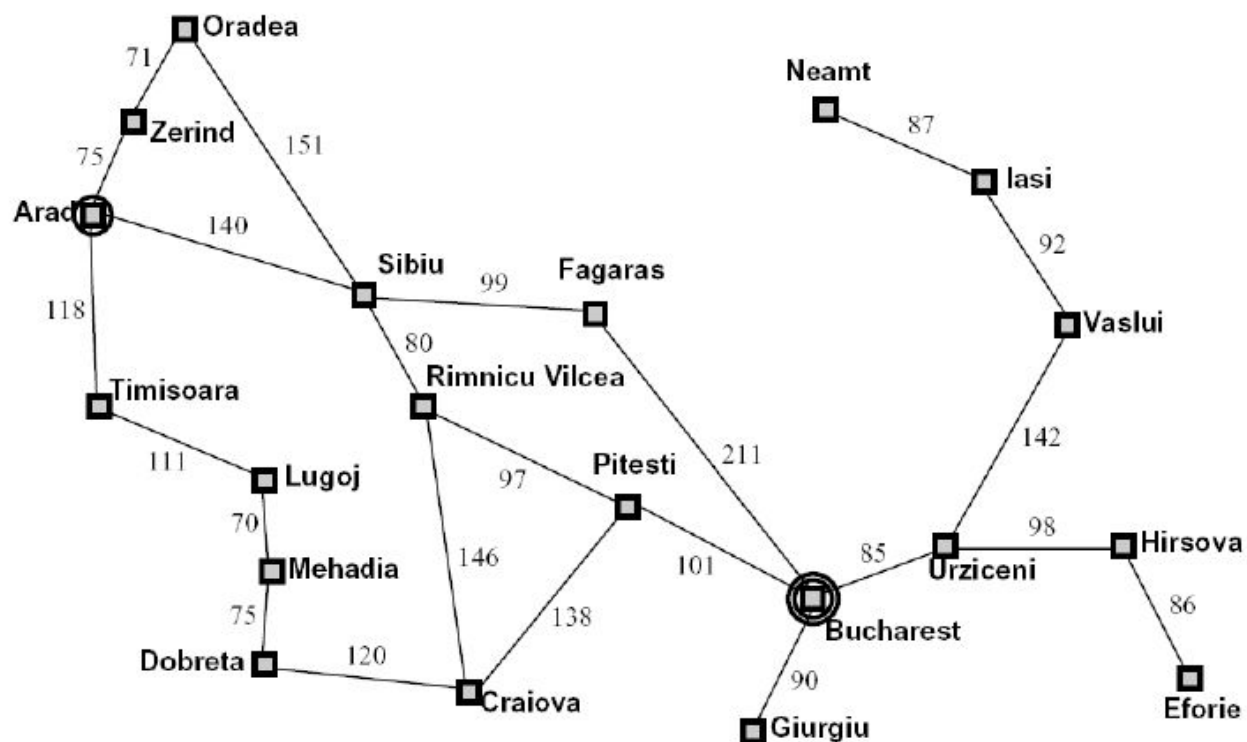 Oradea
71
Neamt
87
Zerind
151
75
Iasi
Arad
140
92
Sibiu
99
Fagaras
118
80
Vaslui
Rimnicu Vilcea
Timisoara
142
211
111
Lugoj
97
Pitesti
70
98
Hirsova
146
101
85
Urziceni
Mehadia
138
86
75
Bucharest
Dobreta
120
90
Craiova
Eforie
Giurgiu